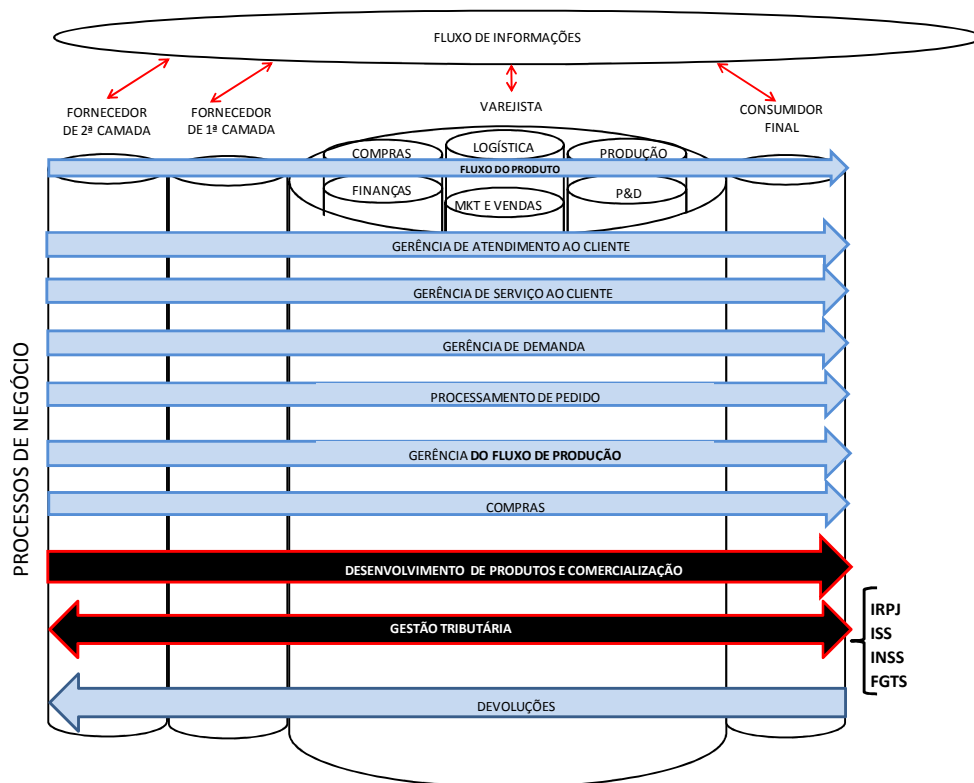 FLUXO DE INFORMAÇÕES
VAREJISTA
FORNECEDOR
DE 2ª CAMADA
FORNECEDOR
DE 1ª CAMADA
CONSUMIDOR
FINAL
COMPRAS
LOGÍSTICA
PRODUÇÃO
FLUXO DO PRODUTO
FINANÇAS
MKT E VENDAS
P&D
GERÊNCIA DE ATENDIMENTO AO CLIENTE
GERÊNCIA DE SERVIÇO AO CLIENTE
GERÊNCIA DE DEMANDA
PROCESSAMENTO DE PEDIDO
GERÊNCIA DO FLUXO DE PRODUÇÃO
COMPRAS
DESENVOLVIMENTO DE PRODUTOS E COMERCIALIZAÇÃO
GESTÃO TRIBUTÁRIA
IRPJ
ISS
INSS
FGTS
DEVOLUÇÕES
PROCESSOS DE NEGÓCIO